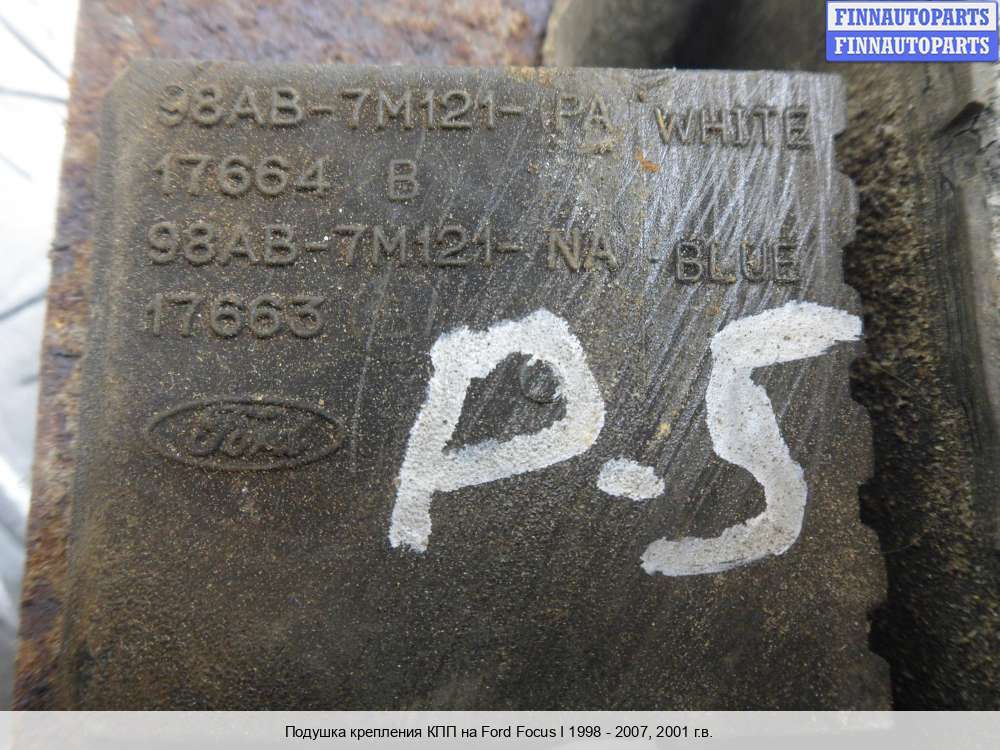 FINNAUTOPARTS
FINNAUTOPARTS
98AB-7M121- PA WHITE
17664 B
98AB-7M121- NA BLUE
17663
Ford
P.5
Подушка крепления КПП на Ford Focus I 1998 - 2007, 2001 г.в.